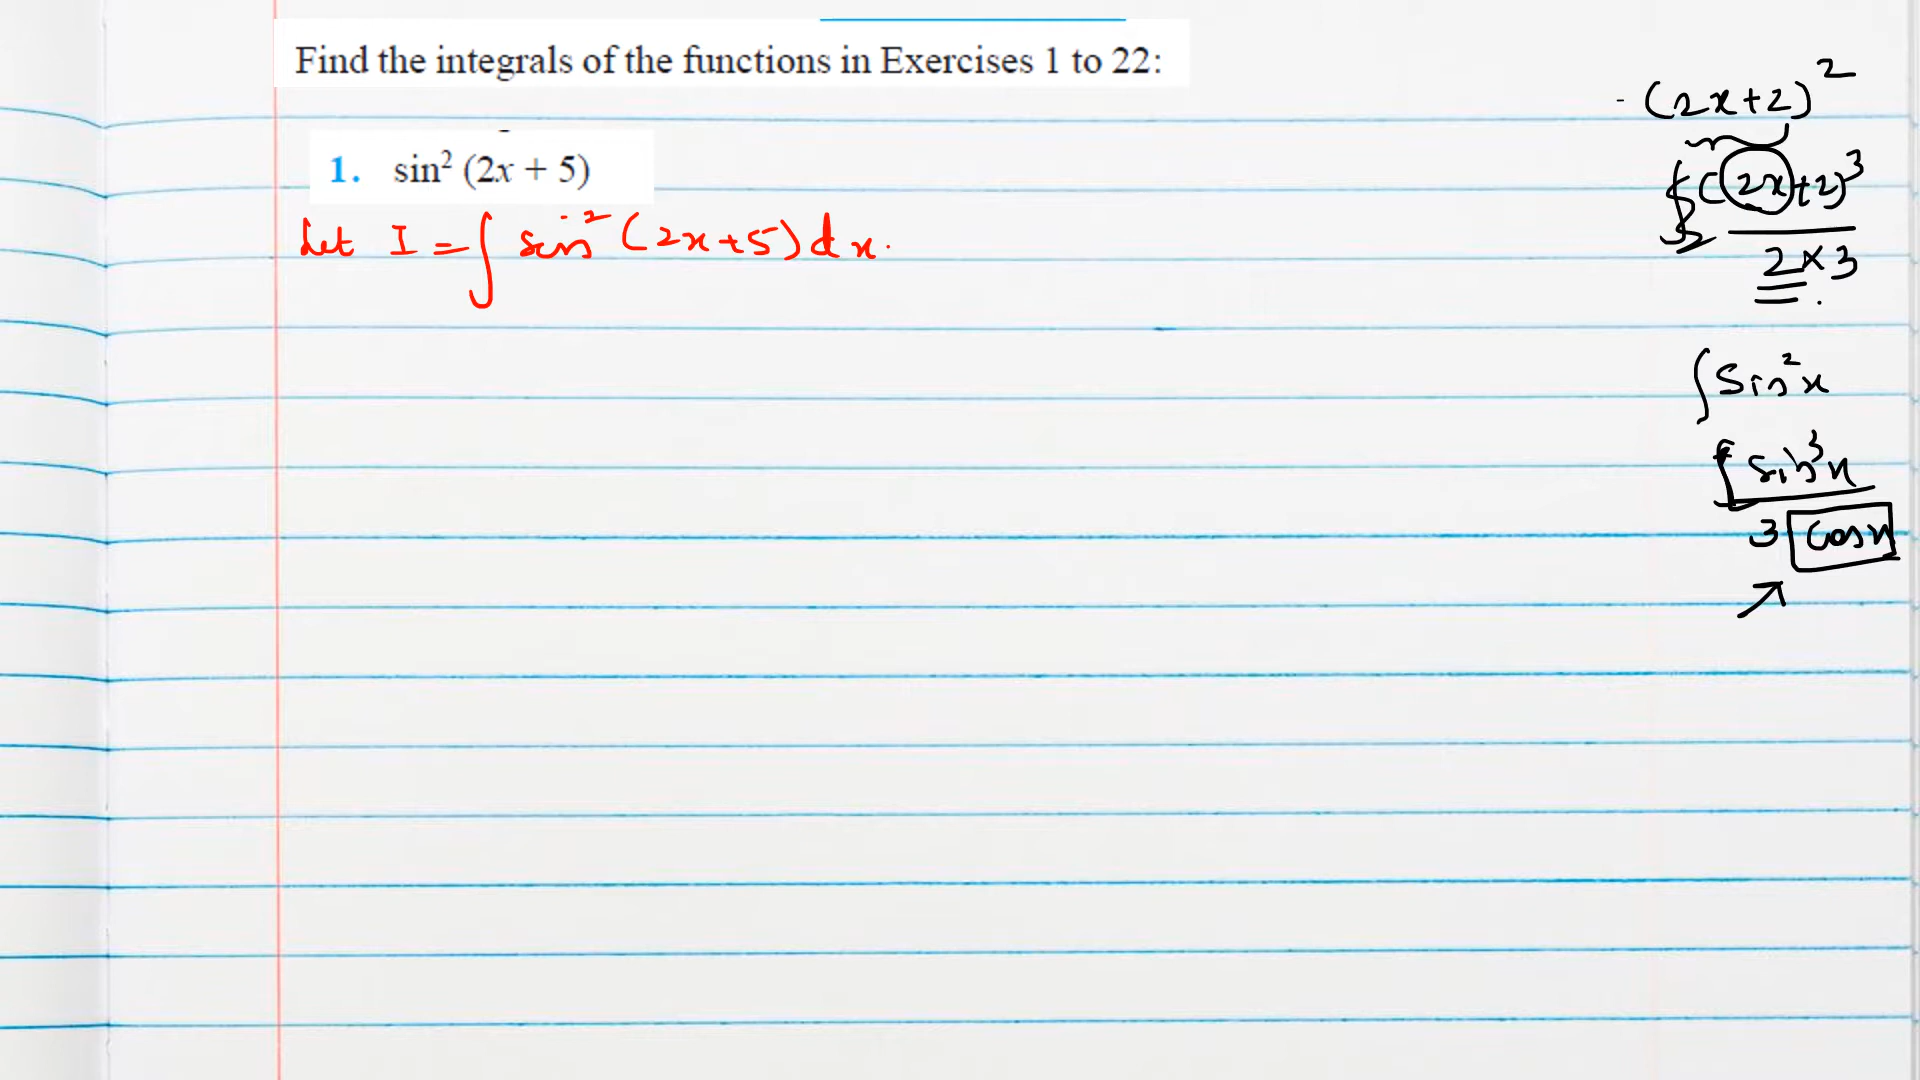 Find the integrals of the functions in Exercises 1 to 22:
1. sin² (2x + 5)
Let I = ∫ sin² (2x+5) dx.
(2x+2)²
(2x+2)³
2×3
∫ Sin²x
sin³x
3 Cosx